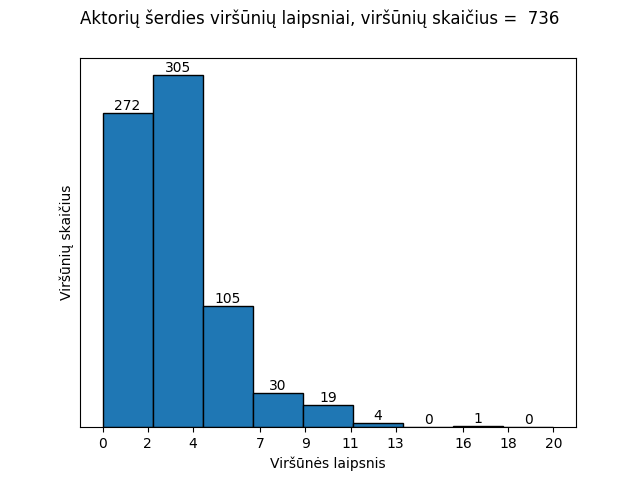 Aktorių šerdies viršūnių laipsniai, viršūnių skaičius =  736
305
272
105
30
19
4
0
1
0
Viršūnių skaičius
0 2 4 7 9 11 13 16 18 20
Viršūnės laipsnis